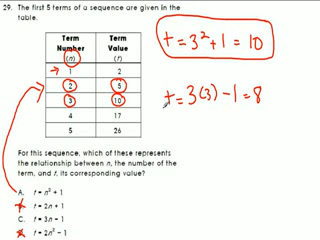 29. The first 5 terms of a sequence are given in the
table.
Term Number (n) Term Value (t)
1 2
2 5
3 10
4 17
5 26
t = 3² + 1 = 10
t = 3(3) - 1 = 8
For this sequence, which of these represents
the relationship between n, the number of the
term, and t, its corresponding value?
A. t = n² + 1
t = 2n + 1
C. t = 3n - 1
t = 2n² - 1